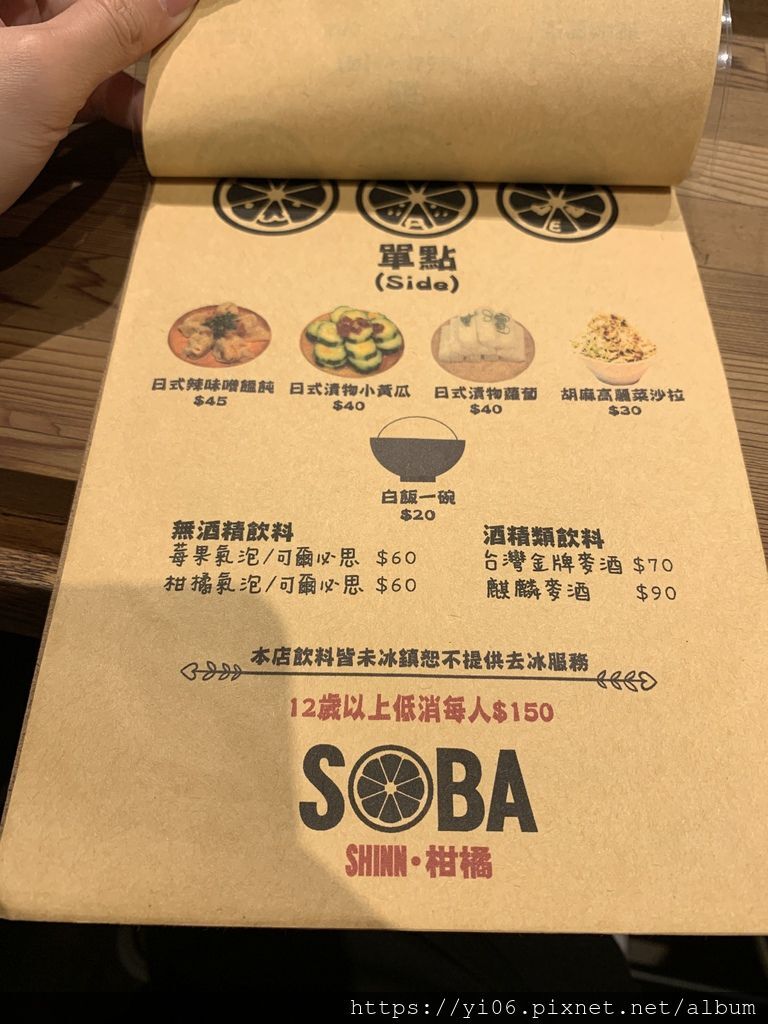 單點
(Side)
日式辣味噌餛飩 日式漬物小黃瓜 日式漬物蘿蔔 胡麻高麗菜沙拉
$45 $40 $40 $30
白飯一碗
$20
無酒精飲料
莓果氣泡/可爾必思 $60
柑橘氣泡/可爾必思 $60
酒精類飲料
台灣金牌麥酒 $70
麒麟麥酒 $90
本店飲料皆未冰鎮恕不提供去冰服務
12歲以上低消每人$150
SOBA
SHINN·柑橘
https://yi06.pixnet.net/album